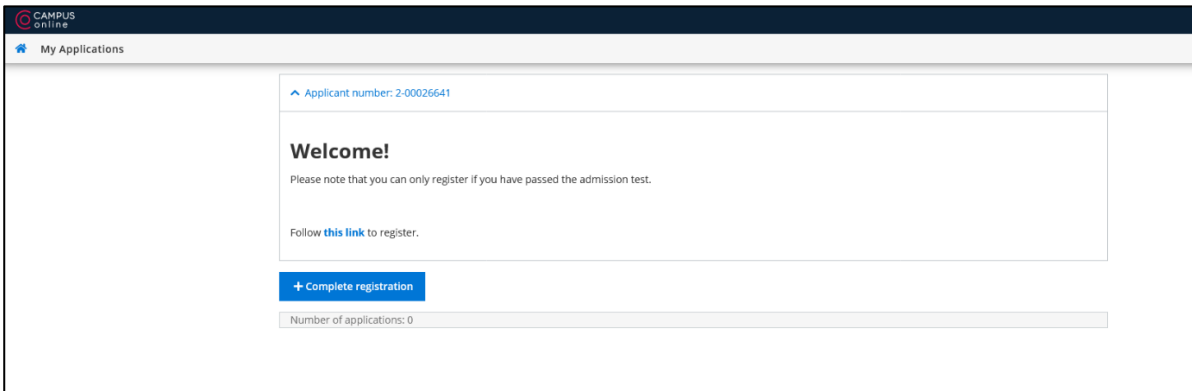 CAMPUS
online
My Applications
Applicant number: 2-00026641
Welcome!
Please note that you can only register if you have passed the admission test.
Follow this link to register.
+ Complete registration
Number of applications: 0